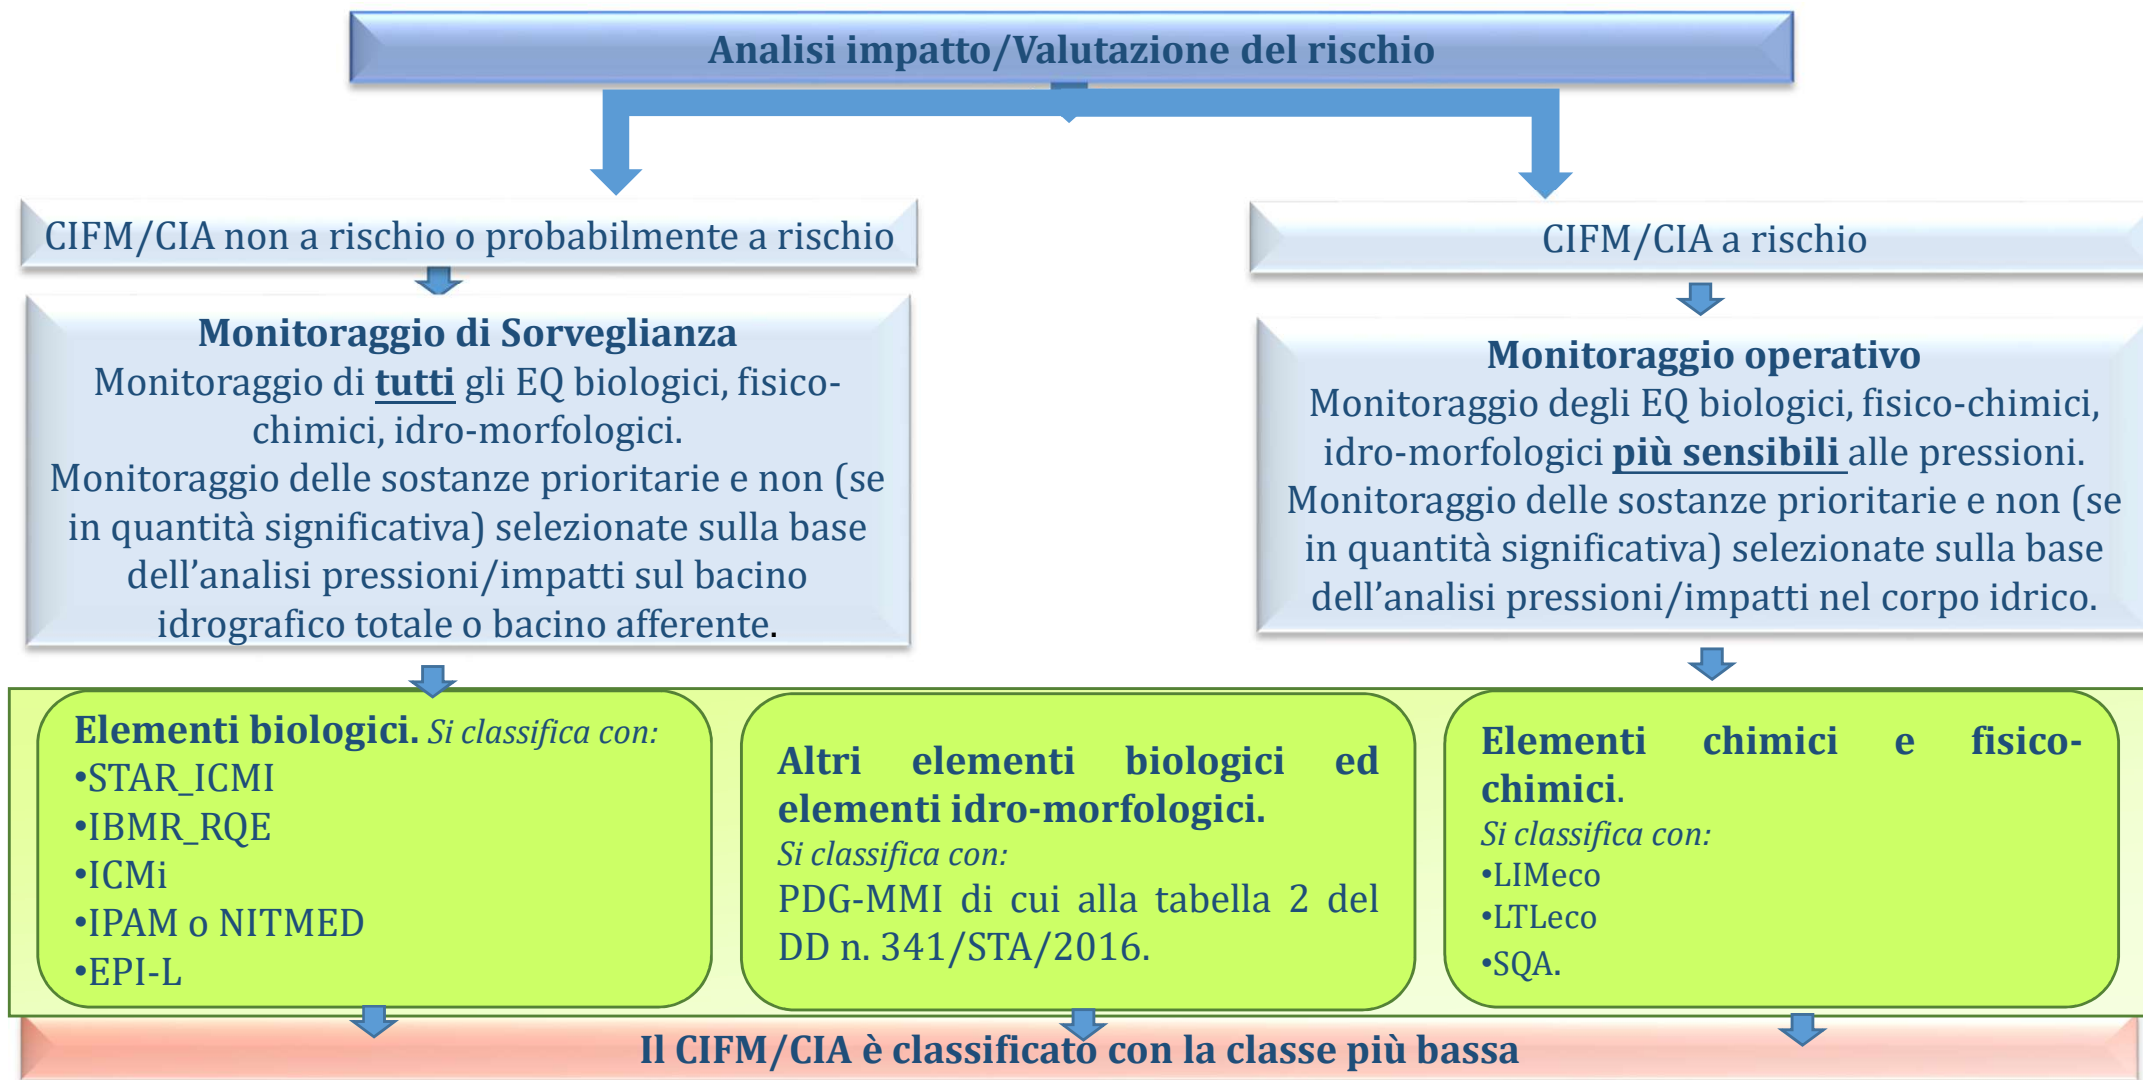 Analisi impatto/Valutazione del rischio
CIFM/CIA non a rischio o probabilmente a rischio
Monitoraggio di Sorveglianza
Monitoraggio di tutti gli EQ biologici, fisico-
chimici, idro-morfologici.
Monitoraggio delle sostanze prioritarie e non (se
in quantità significativa) selezionate sulla base
dell’analisi pressioni/impatti sul bacino
idrografico totale o bacino afferente.
CIFM/CIA a rischio
Monitoraggio operativo
Monitoraggio degli EQ biologici, fisico-chimici,
idro-morfologici più sensibili alle pressioni.
Monitoraggio delle sostanze prioritarie e non (se
in quantità significativa) selezionate sulla base
dell’analisi pressioni/impatti nel corpo idrico.
Elementi biologici. Si classifica con:
•STAR_ICMI
•IBMR_RQE
•ICMi
•IPAM o NITMED
•EPI-L
Altri elementi biologici ed
elementi idro-morfologici.
Si classifica con:
PDG-MMI di cui alla tabella 2 del
DD n. 341/STA/2016.
Elementi chimici e fisico-
chimici.
Si classifica con:
•LIMeco
•LTLeco
•SQA.
Il CIFM/CIA è classificato con la classe più bassa